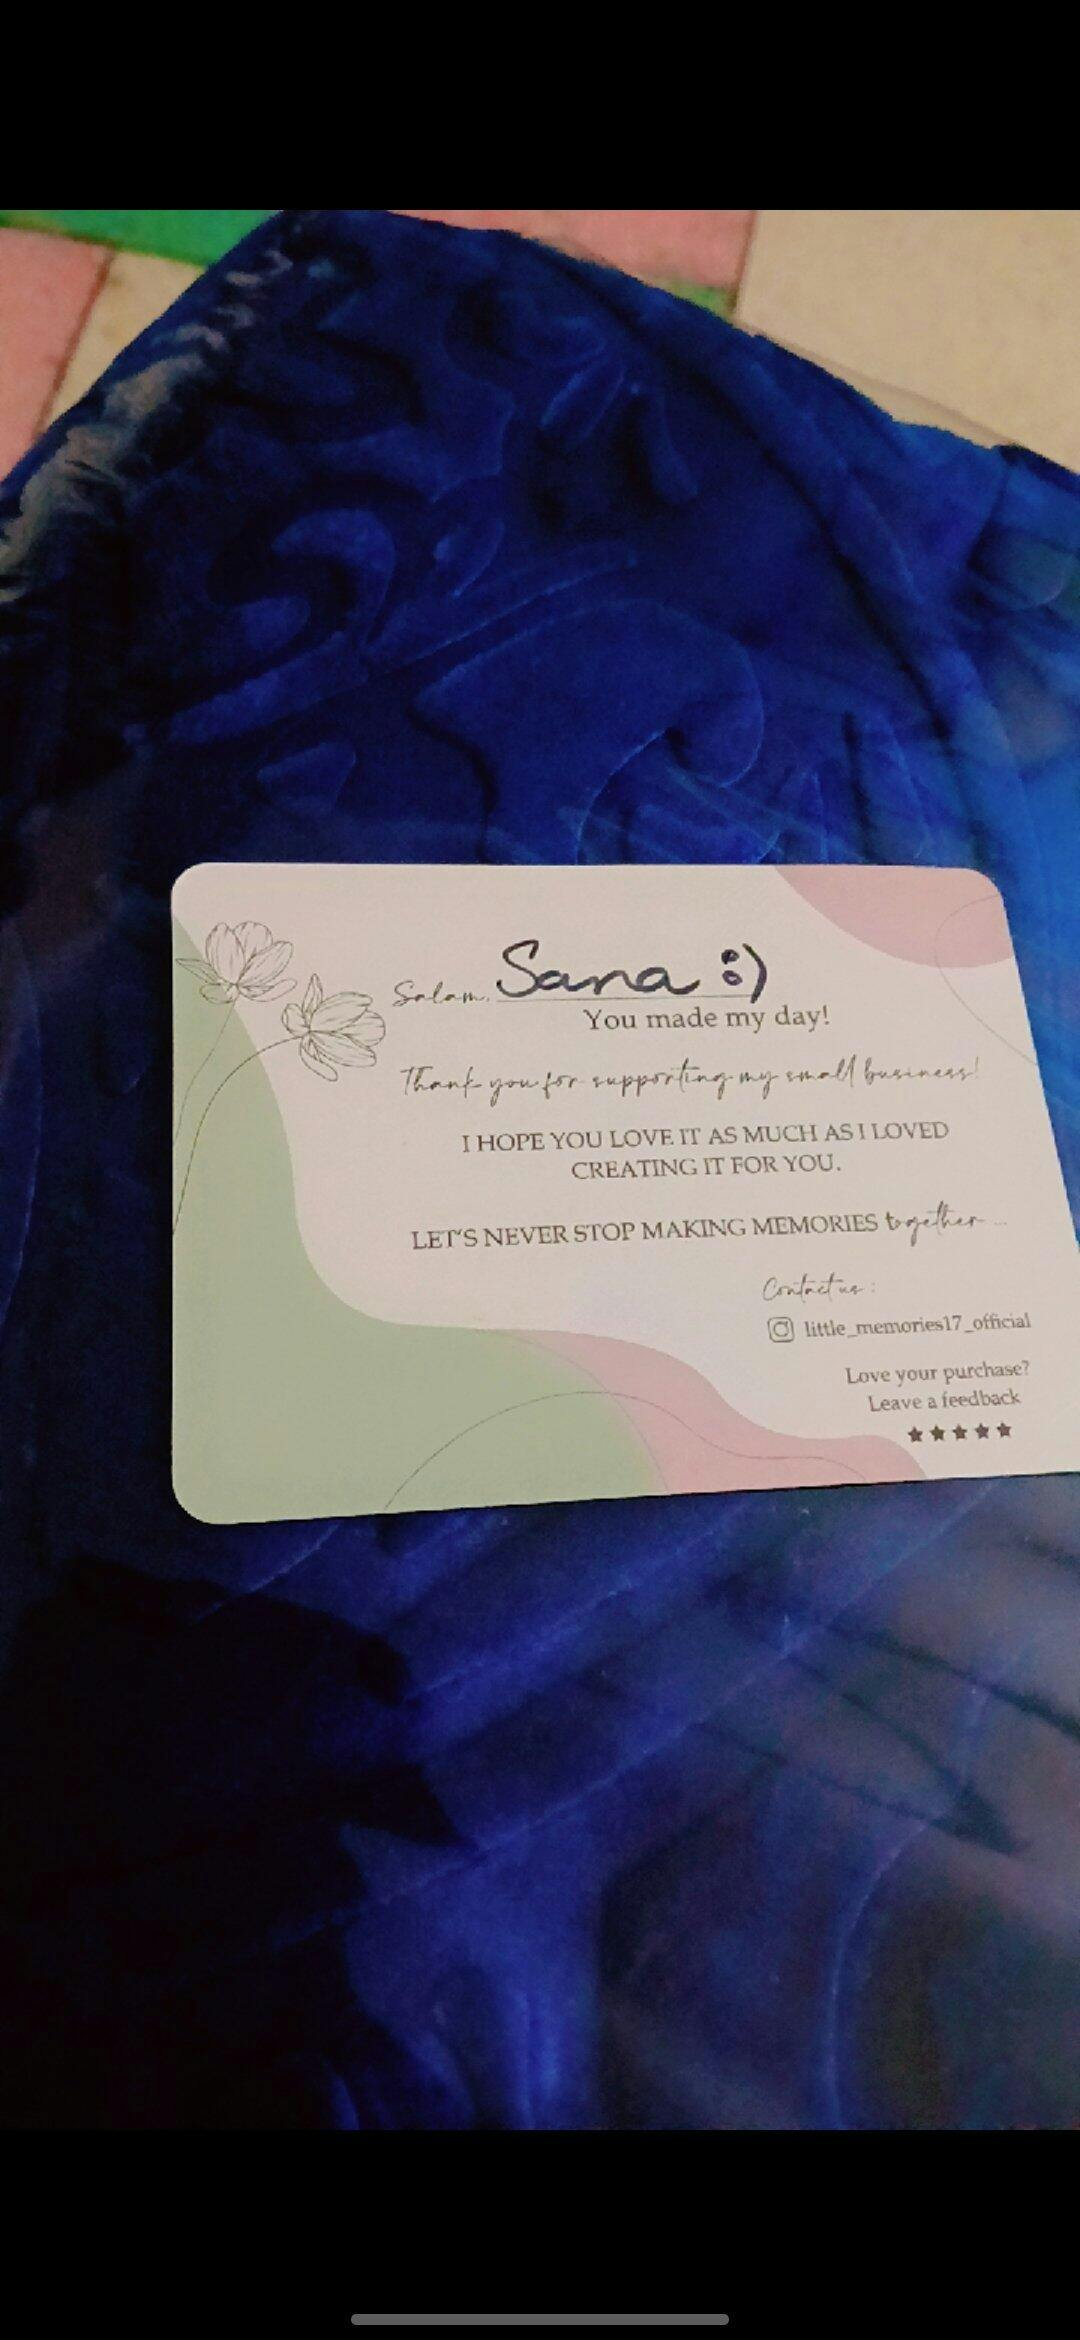 Salam, Sana :)
You made my day!
Thank you for supporting my small business!
I HOPE YOU LOVE IT AS MUCH AS I LOVED
CREATING IT FOR YOU.
LET'S NEVER STOP MAKING MEMORIES together ...
Contact us :
little_memories17_official
Love your purchase?
Leave a feedback
★★★★★